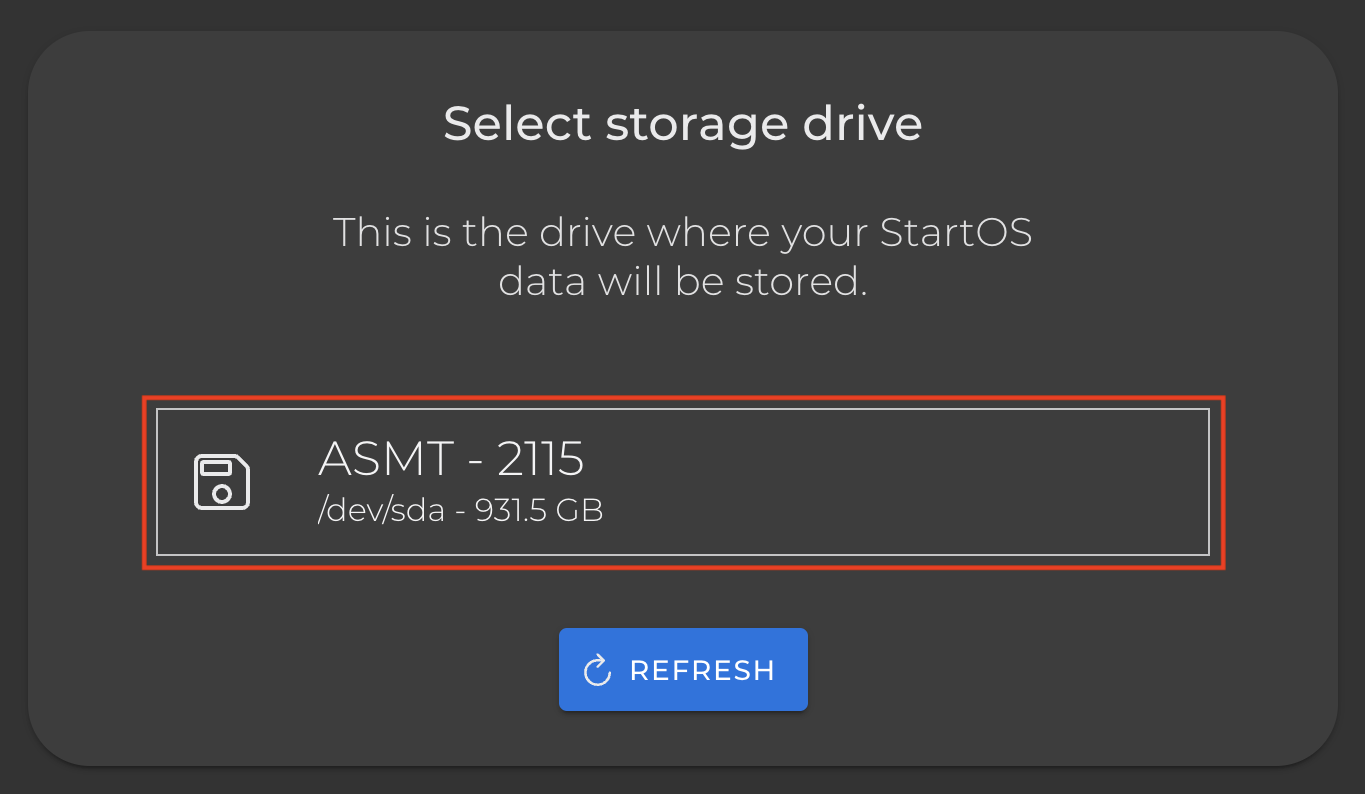 Select storage drive
This is the drive where your StartOS
data will be stored.
ASMT - 2115
/dev/sda - 931.5 GB
REFRESH